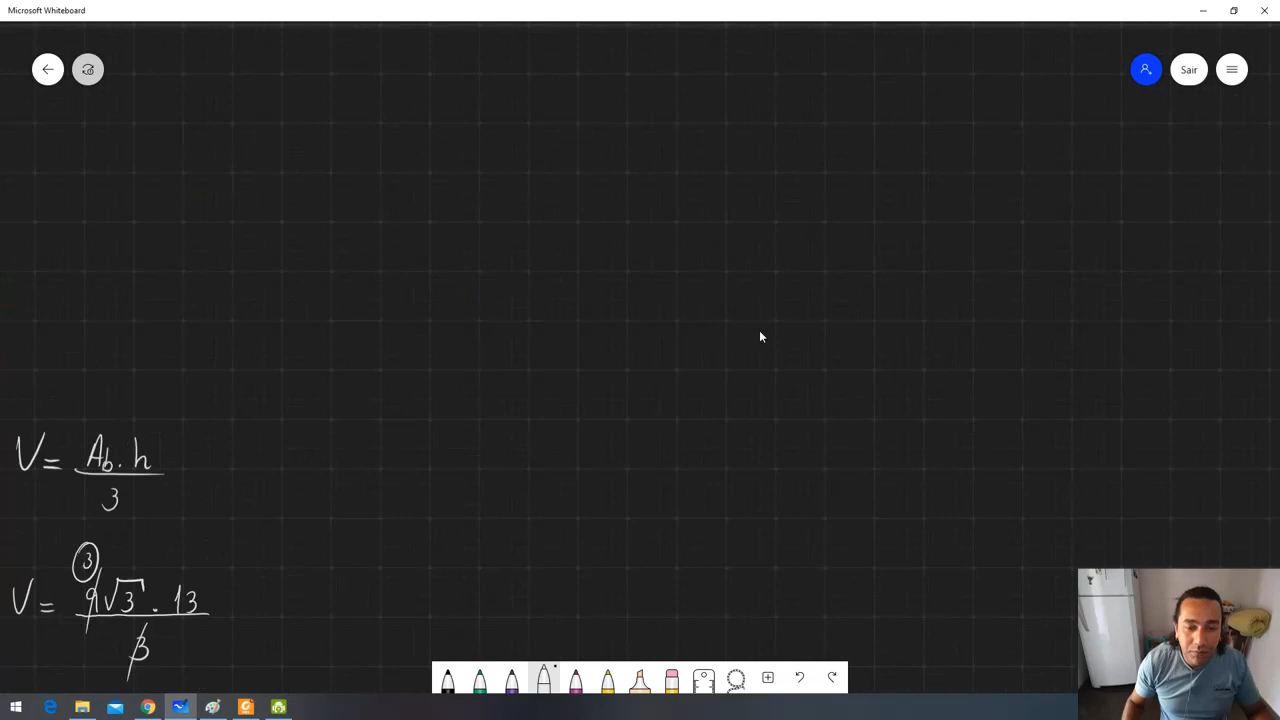 Microsoft Whiteboard
Sair
V = Ab. h
3
3
V = 9√3 . 13
3